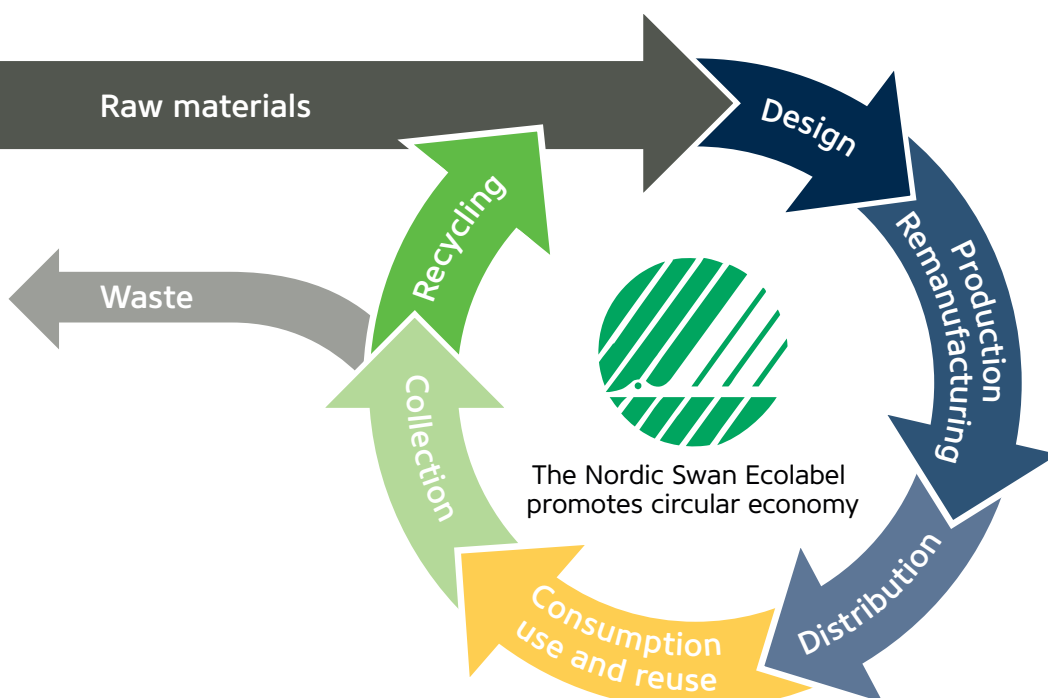 Raw materials
Design
Production
Remanufacturing
Distribution
Consumption
use and reuse
Collection
Recycling
Waste
The Nordic Swan Ecolabel
promotes circular economy